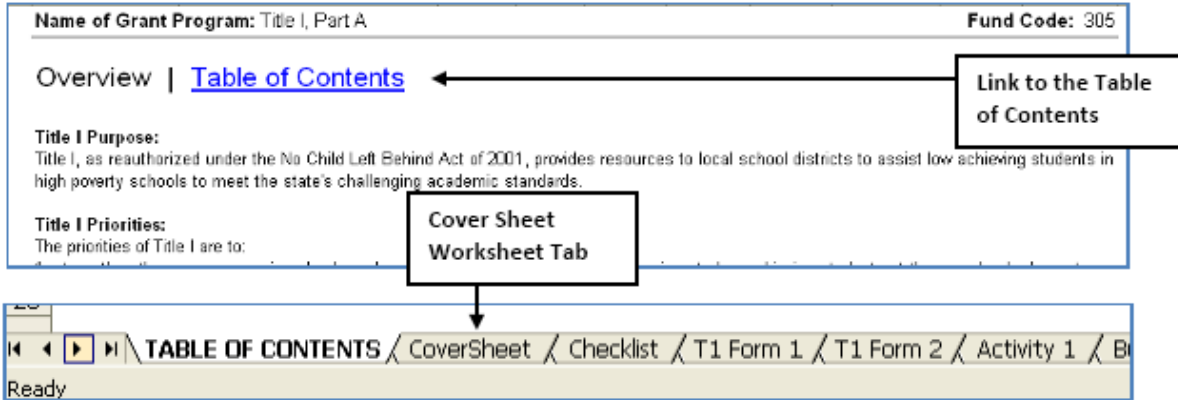 Name of Grant Program: Title I, Part A Fund Code: 305
Overview | Table of Contents
Link to the Table
of Contents
Title I Purpose:
Title I, as reauthorized under the No Child Left Behind Act of 2001, provides resources to local school districts to assist low achieving students in
high poverty schools to meet the state's challenging academic standards.
Cover Sheet
Worksheet Tab
Title I Priorities:
The priorities of Title I are to:
TABLE OF CONTENTS CoverSheet Checklist T1 Form 1 T1 Form 2 Activity 1
Ready